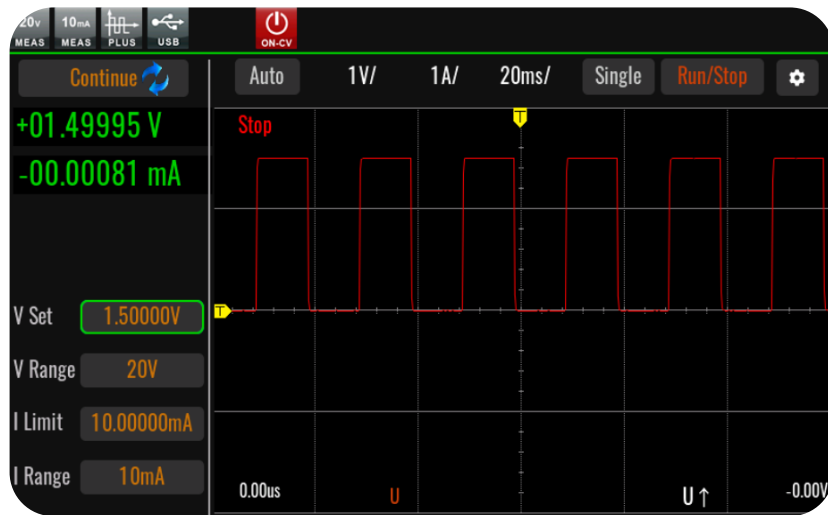 20V 10mA
MEAS MEAS PLUS USB ON-CV
Continue Auto 1V/ 1A/ 20ms/ Single Run/Stop
+01.49995 V
-00.00081 mA
Stop
T
T
V Set 1.50000V
V Range 20V
I Limit 10.00000mA
I Range 10mA
0.00us U U↑ -0.00V